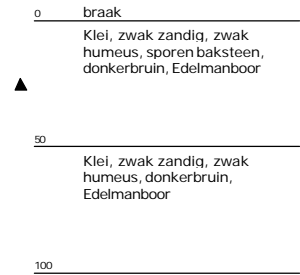 0 braak
Klei, zwak zandig, zwak
humeus, sporen baksteen,
donkerbruin, Edelmanboor
50
Klei, zwak zandig, zwak
humeus, donkerbruin,
Edelmanboor
100